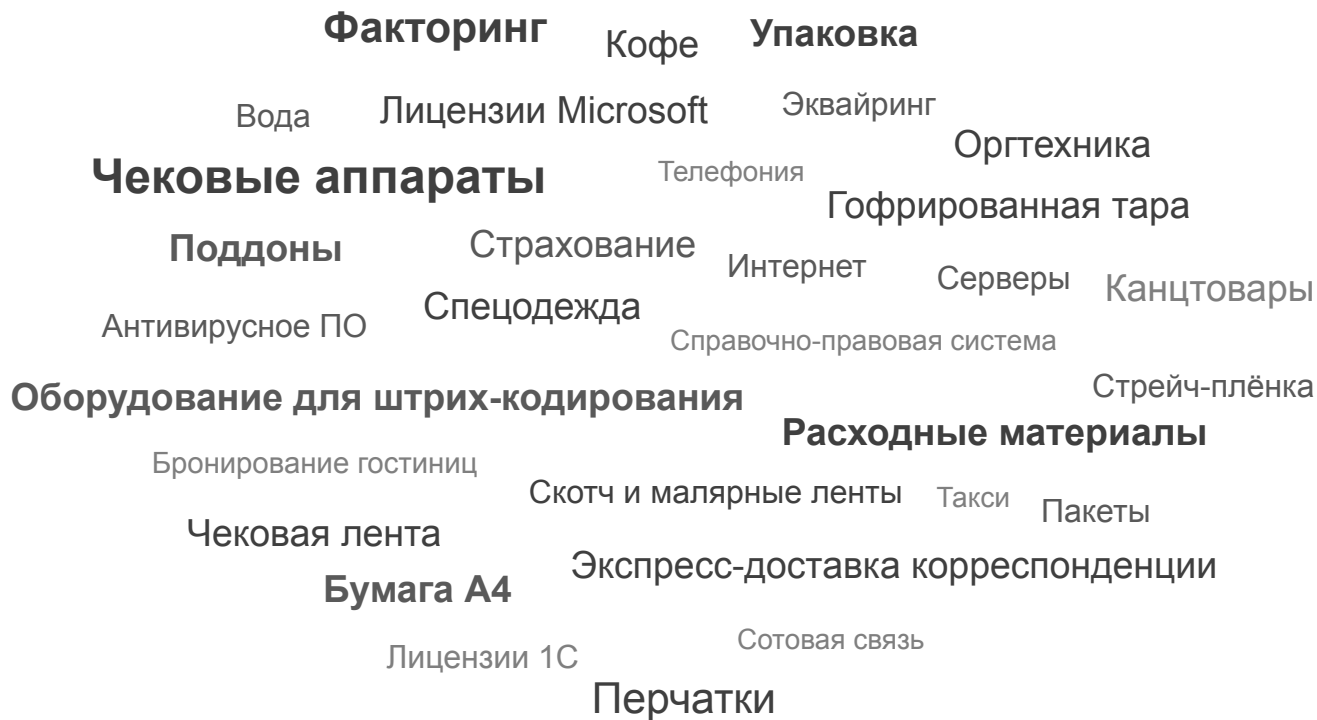 Факторинг
Кофе
Упаковка
Вода
Лицензии Microsoft
Эквайринг
Оргтехника
Чековые аппараты
Телефония
Гофрированная тара
Поддоны
Страхование
Интернет
Серверы
Канцтовары
Антивирусное ПО
Спецодежда
Справочно-правовая система
Оборудование для штрих-кодирования
Стрейч-плёнка
Расходные материалы
Бронирование гостиниц
Скотч и малярные ленты
Такси
Пакеты
Чековая лента
Экспресс-доставка корреспонденции
Бумага А4
Лицензии 1С
Сотовая связь
Перчатки